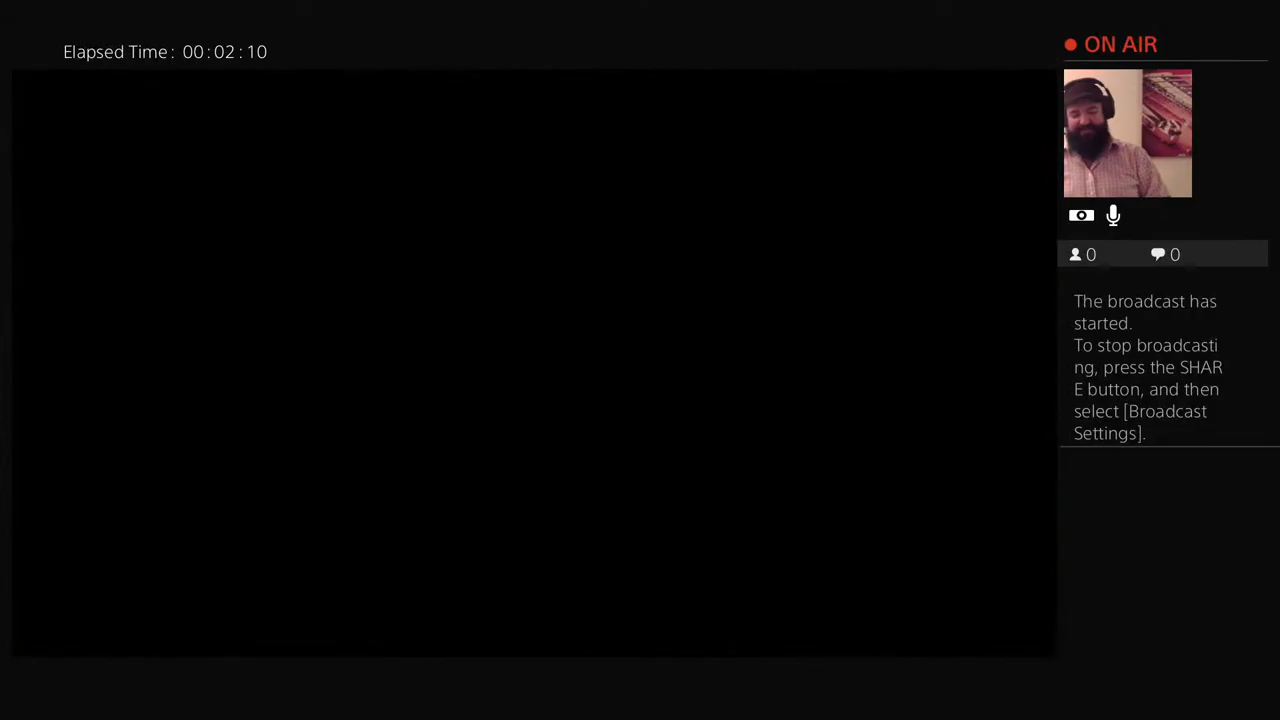 Elapsed Time: 00:02:10
ON AIR
0 0
The broadcast has
started.
To stop broadcasti
ng, press the SHAR
E button, and then
select [Broadcast
Settings].